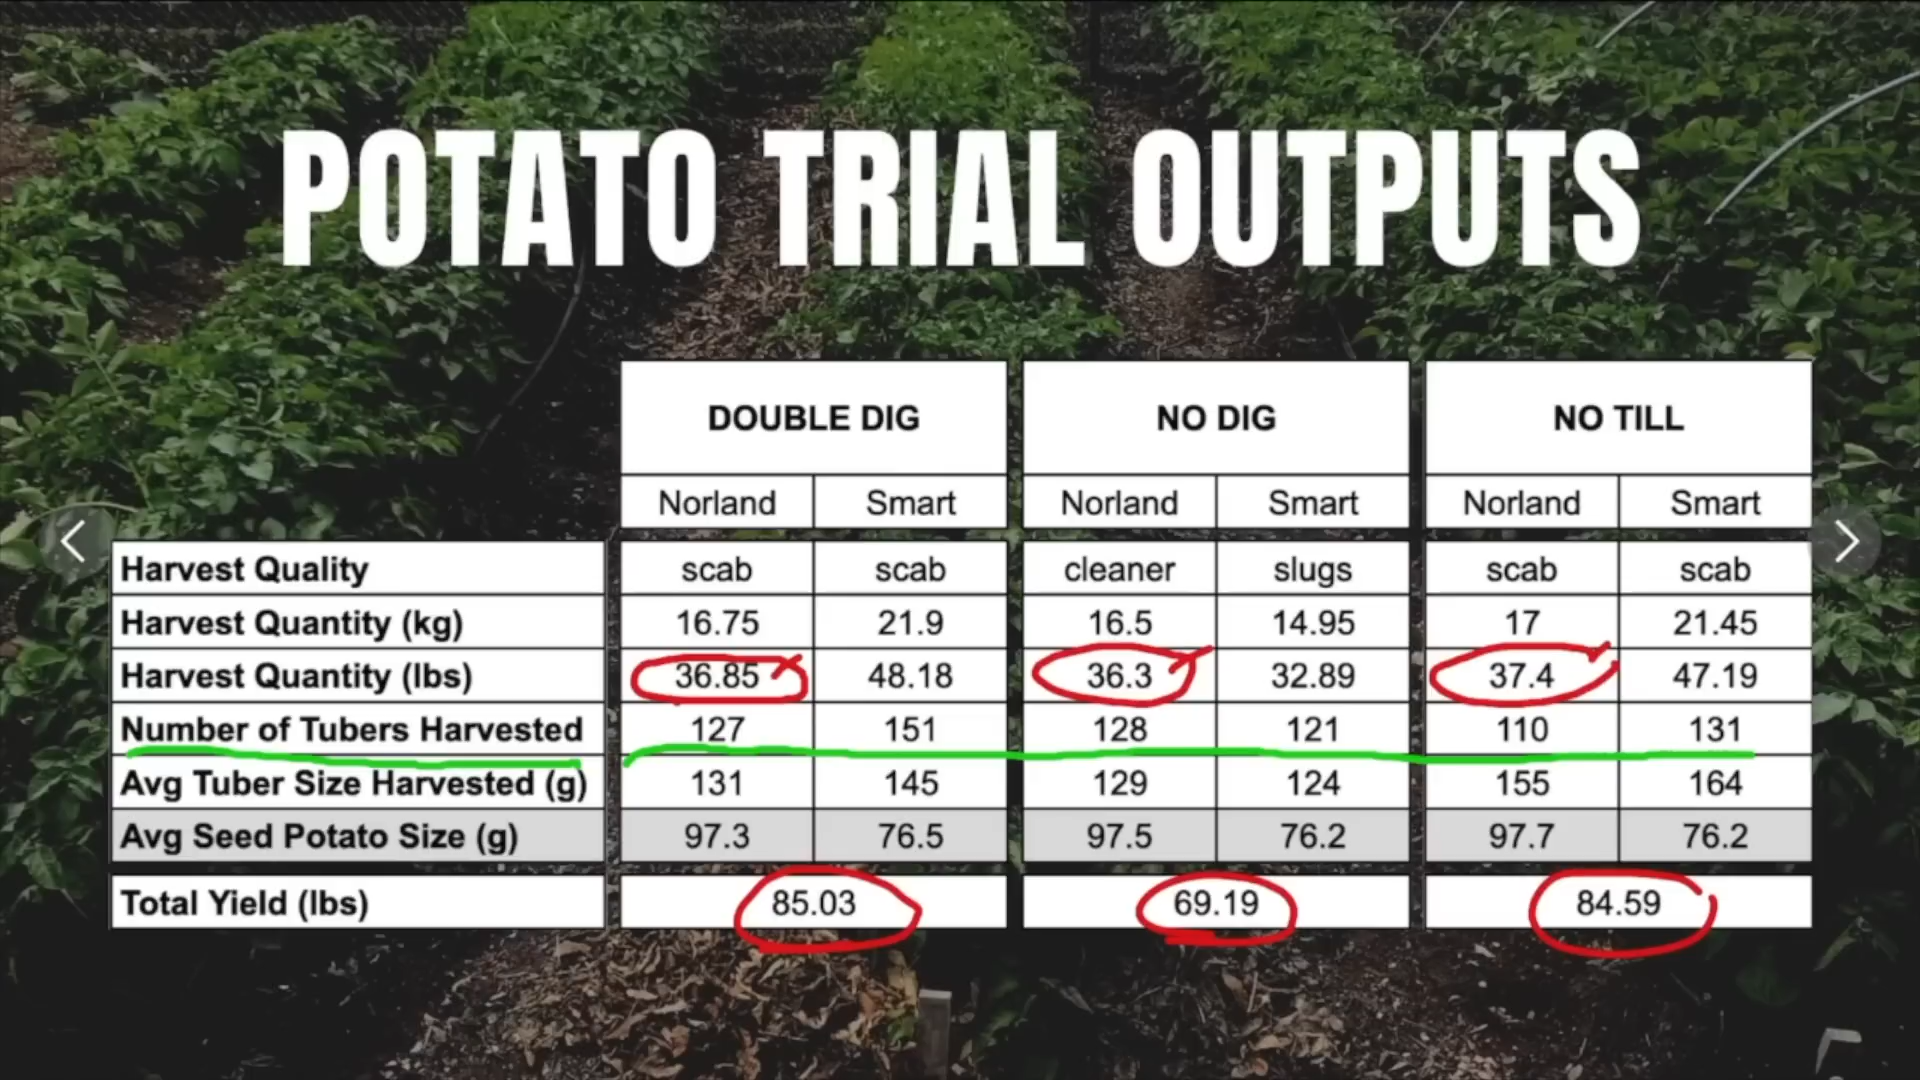 POTATO TRIAL OUTPUTS
DOUBLE DIG NO DIG NO TILL
Norland Smart Norland Smart Norland Smart
Harvest Quality scab scab cleaner slugs scab scab
Harvest Quantity (kg) 16.75 21.9 16.5 14.95 17 21.45
Harvest Quantity (lbs) 36.85 48.18 36.3 32.89 37.4 47.19
Number of Tubers Harvested 127 151 128 121 110 131
Avg Tuber Size Harvested (g) 131 145 129 124 155 164
Avg Seed Potato Size (g) 97.3 76.5 97.5 76.2 97.7 76.2
Total Yield (lbs) 85.03 69.19 84.59